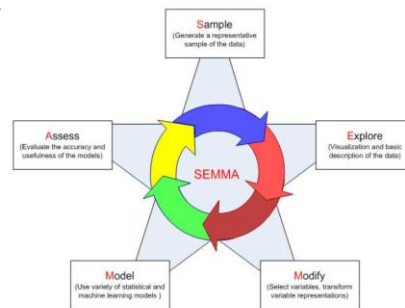 Sample
(Generate a representative
sample of the data)
Explore
(Visualization and basic
description of the data)
Modify
(Select variables, transform
variable representations)
Model
(Use variety of statistical and
machine learning models )
Assess
(Evaluate the accuracy and
usefulness of the models)
SEMMA